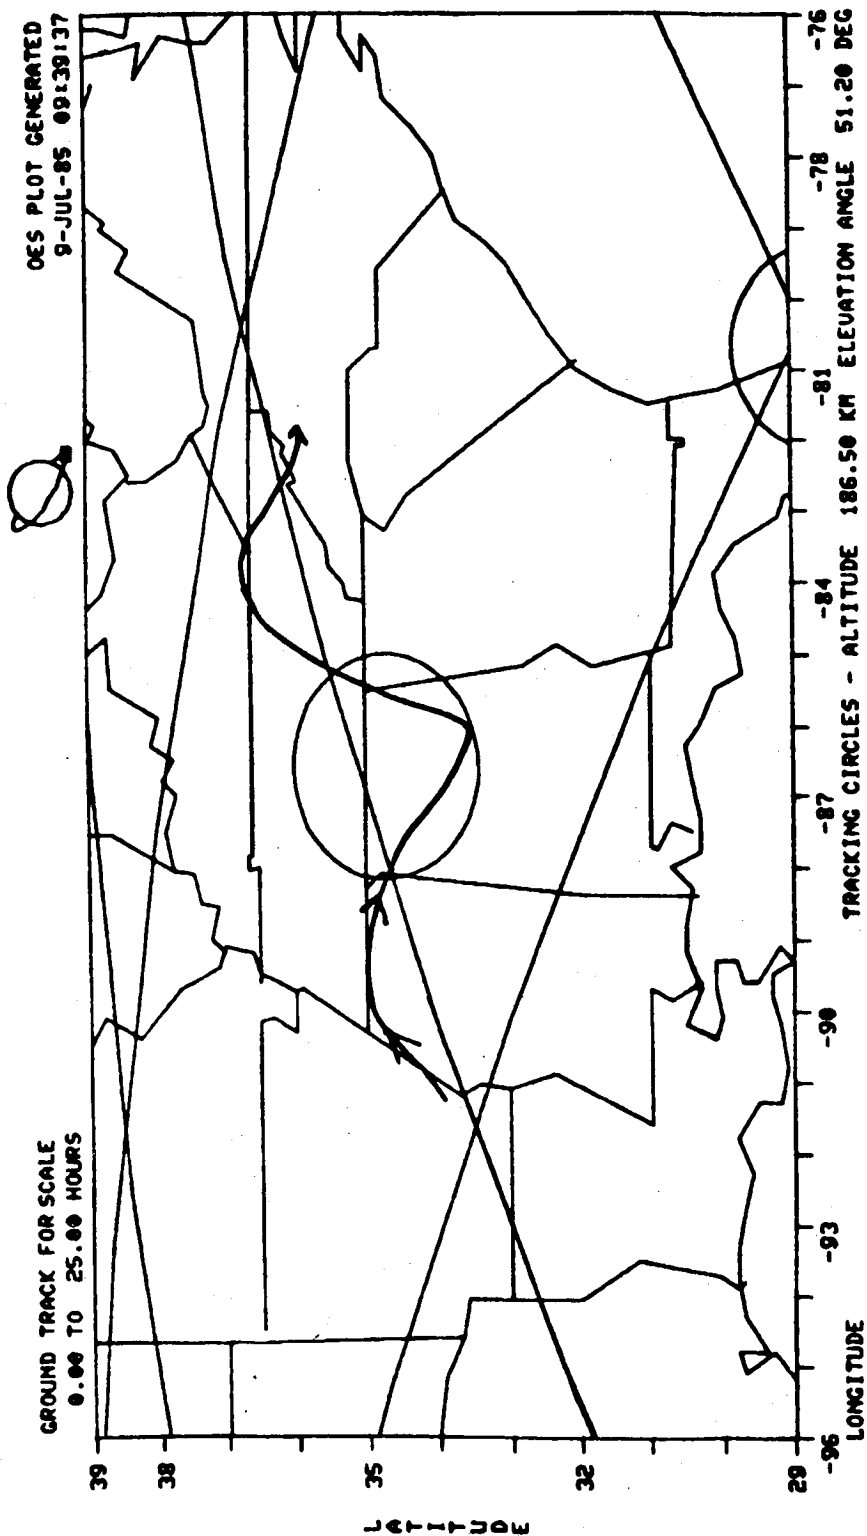 GROUND TRACK FOR SCALE
0.00 TO 25.00 HOURS
OES PLOT GENERATED
9-JUL-85 09:39:37
39
38
35
32
29
LATITUDE
-96
-93
-90
-87
-84
-81
-78
-76
LONGITUDE
TRACKING CIRCLES - ALTITUDE 186.50 KM ELEVATION ANGLE 51.20 DEG